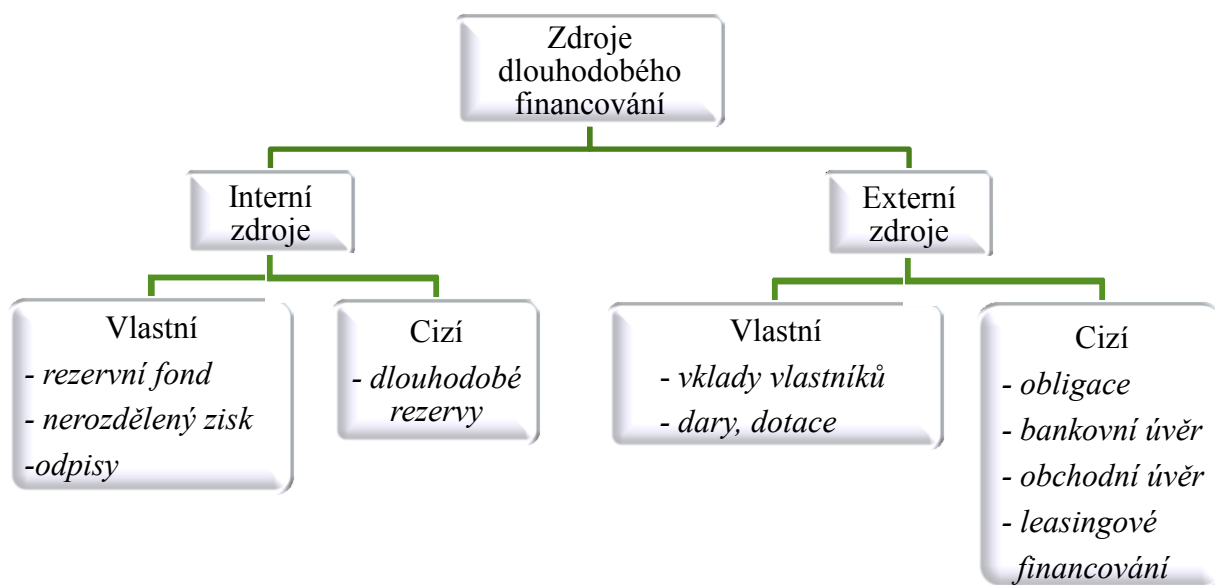 Zdroje
dlouhodobého
financování
Interní
zdroje
Externí
zdroje
Vlastní
- rezervní fond
- nerozdělený zisk
-odpisy
Cizí
- dlouhodobé
rezervy
Vlastní
- vklady vlastníků
- dary, dotace
Cizí
- obligace
- bankovní úvěr
- obchodní úvěr
- leasingové
financování